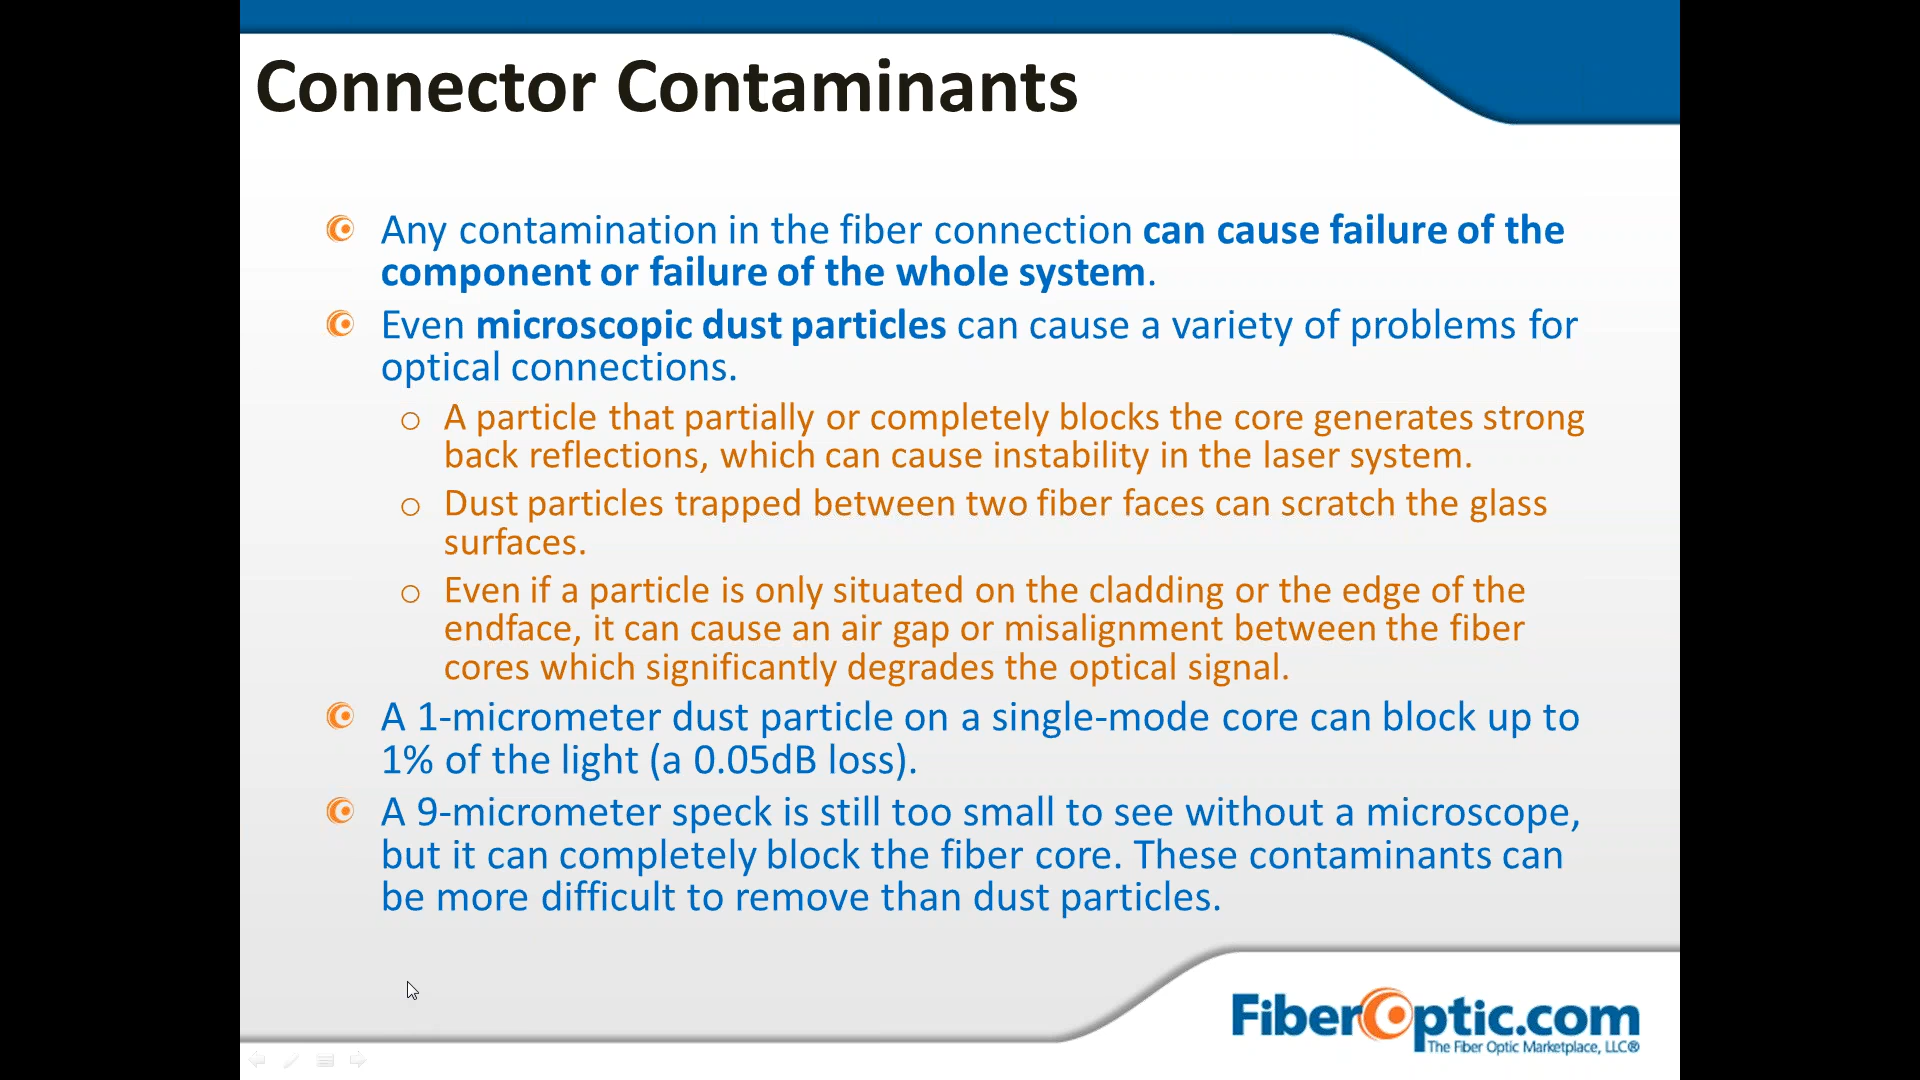 Connector Contaminants
Any contamination in the fiber connection can cause failure of the
component or failure of the whole system.
Even microscopic dust particles can cause a variety of problems for
optical connections.
o A particle that partially or completely blocks the core generates strong
back reflections, which can cause instability in the laser system.
o Dust particles trapped between two fiber faces can scratch the glass
surfaces.
o Even if a particle is only situated on the cladding or the edge of the
endface, it can cause an air gap or misalignment between the fiber
cores which significantly degrades the optical signal.
A 1-micrometer dust particle on a single-mode core can block up to
1% of the light (a 0.05dB loss).
A 9-micrometer speck is still too small to see without a microscope,
but it can completely block the fiber core. These contaminants can
be more difficult to remove than dust particles.
FiberOptic.com
The Fiber Optic Marketplace, LLC®